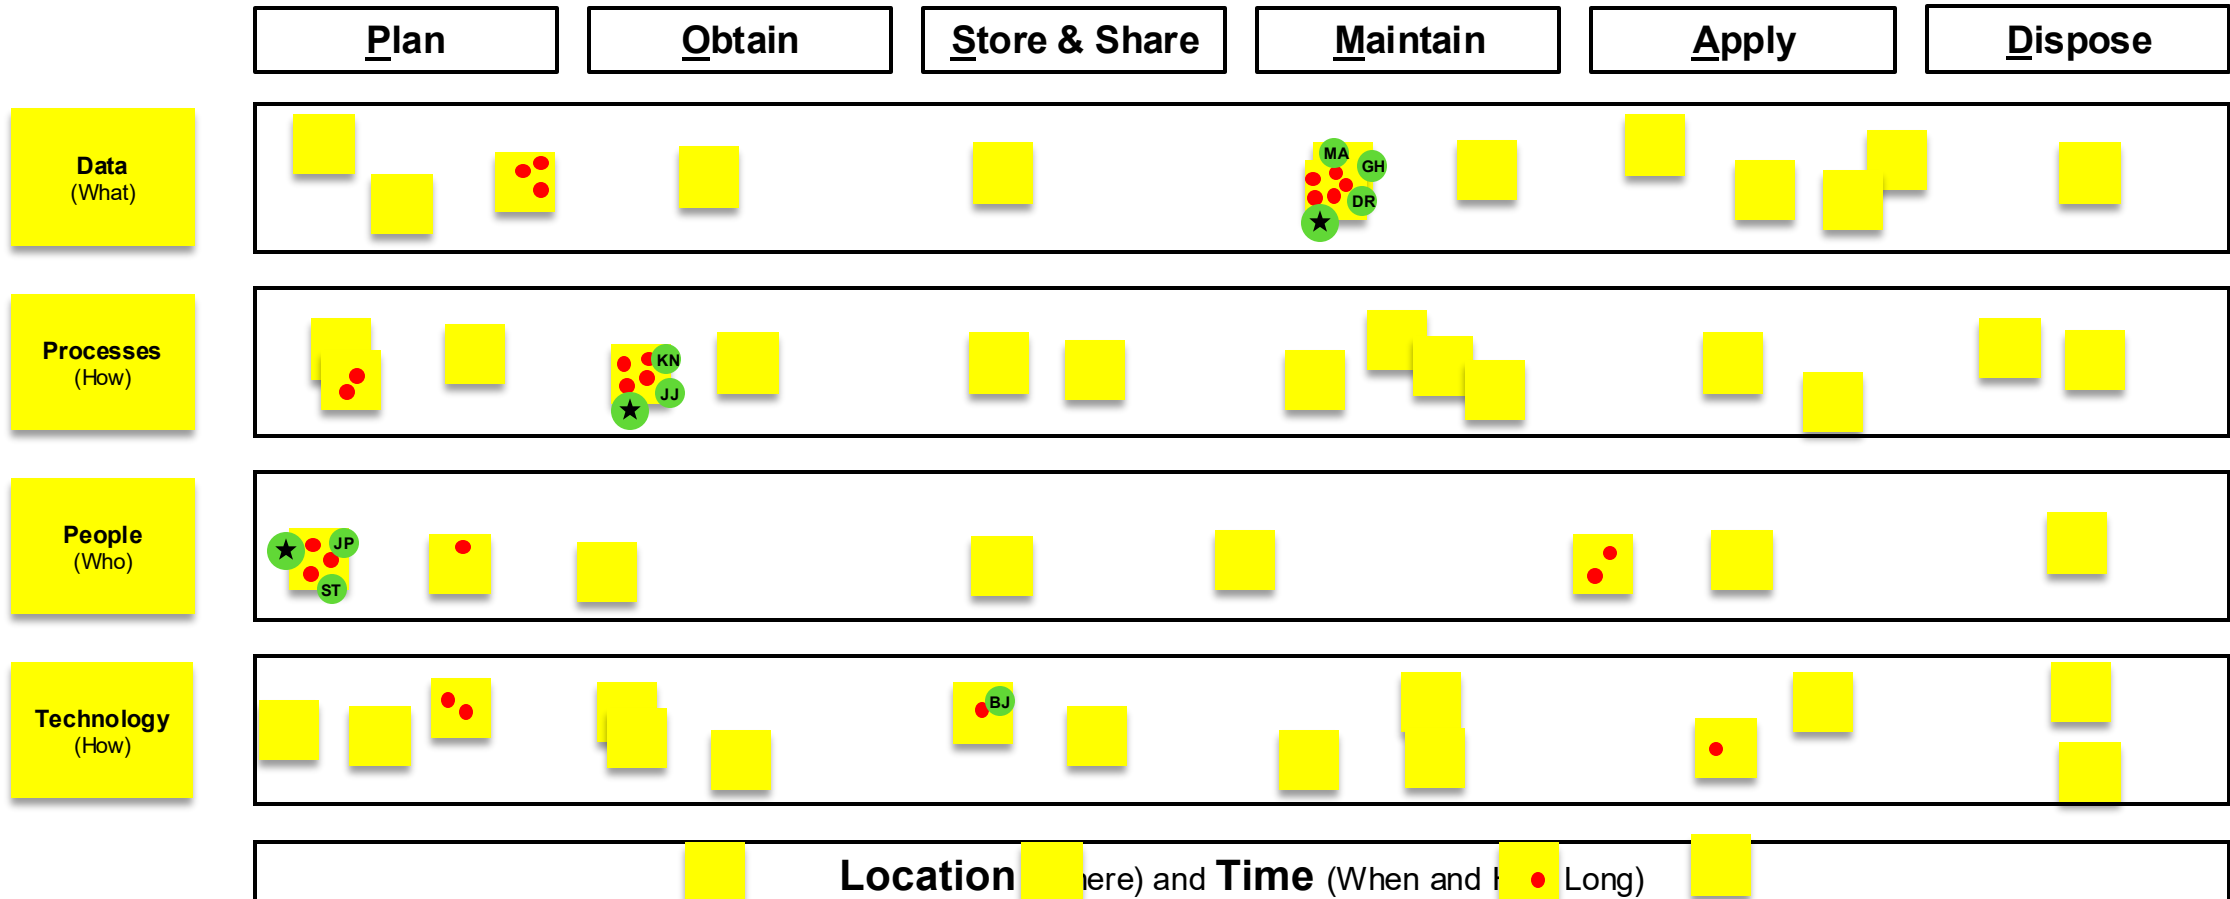 Plan
Obtain
Store & Share
Maintain
Apply
Dispose
Data
(What)
MA
GH
DR
Processes
(How)
KN
JJ
People
(Who)
JP
ST
Technology
(How)
BJ
Location ere) and Time (When and H Long)